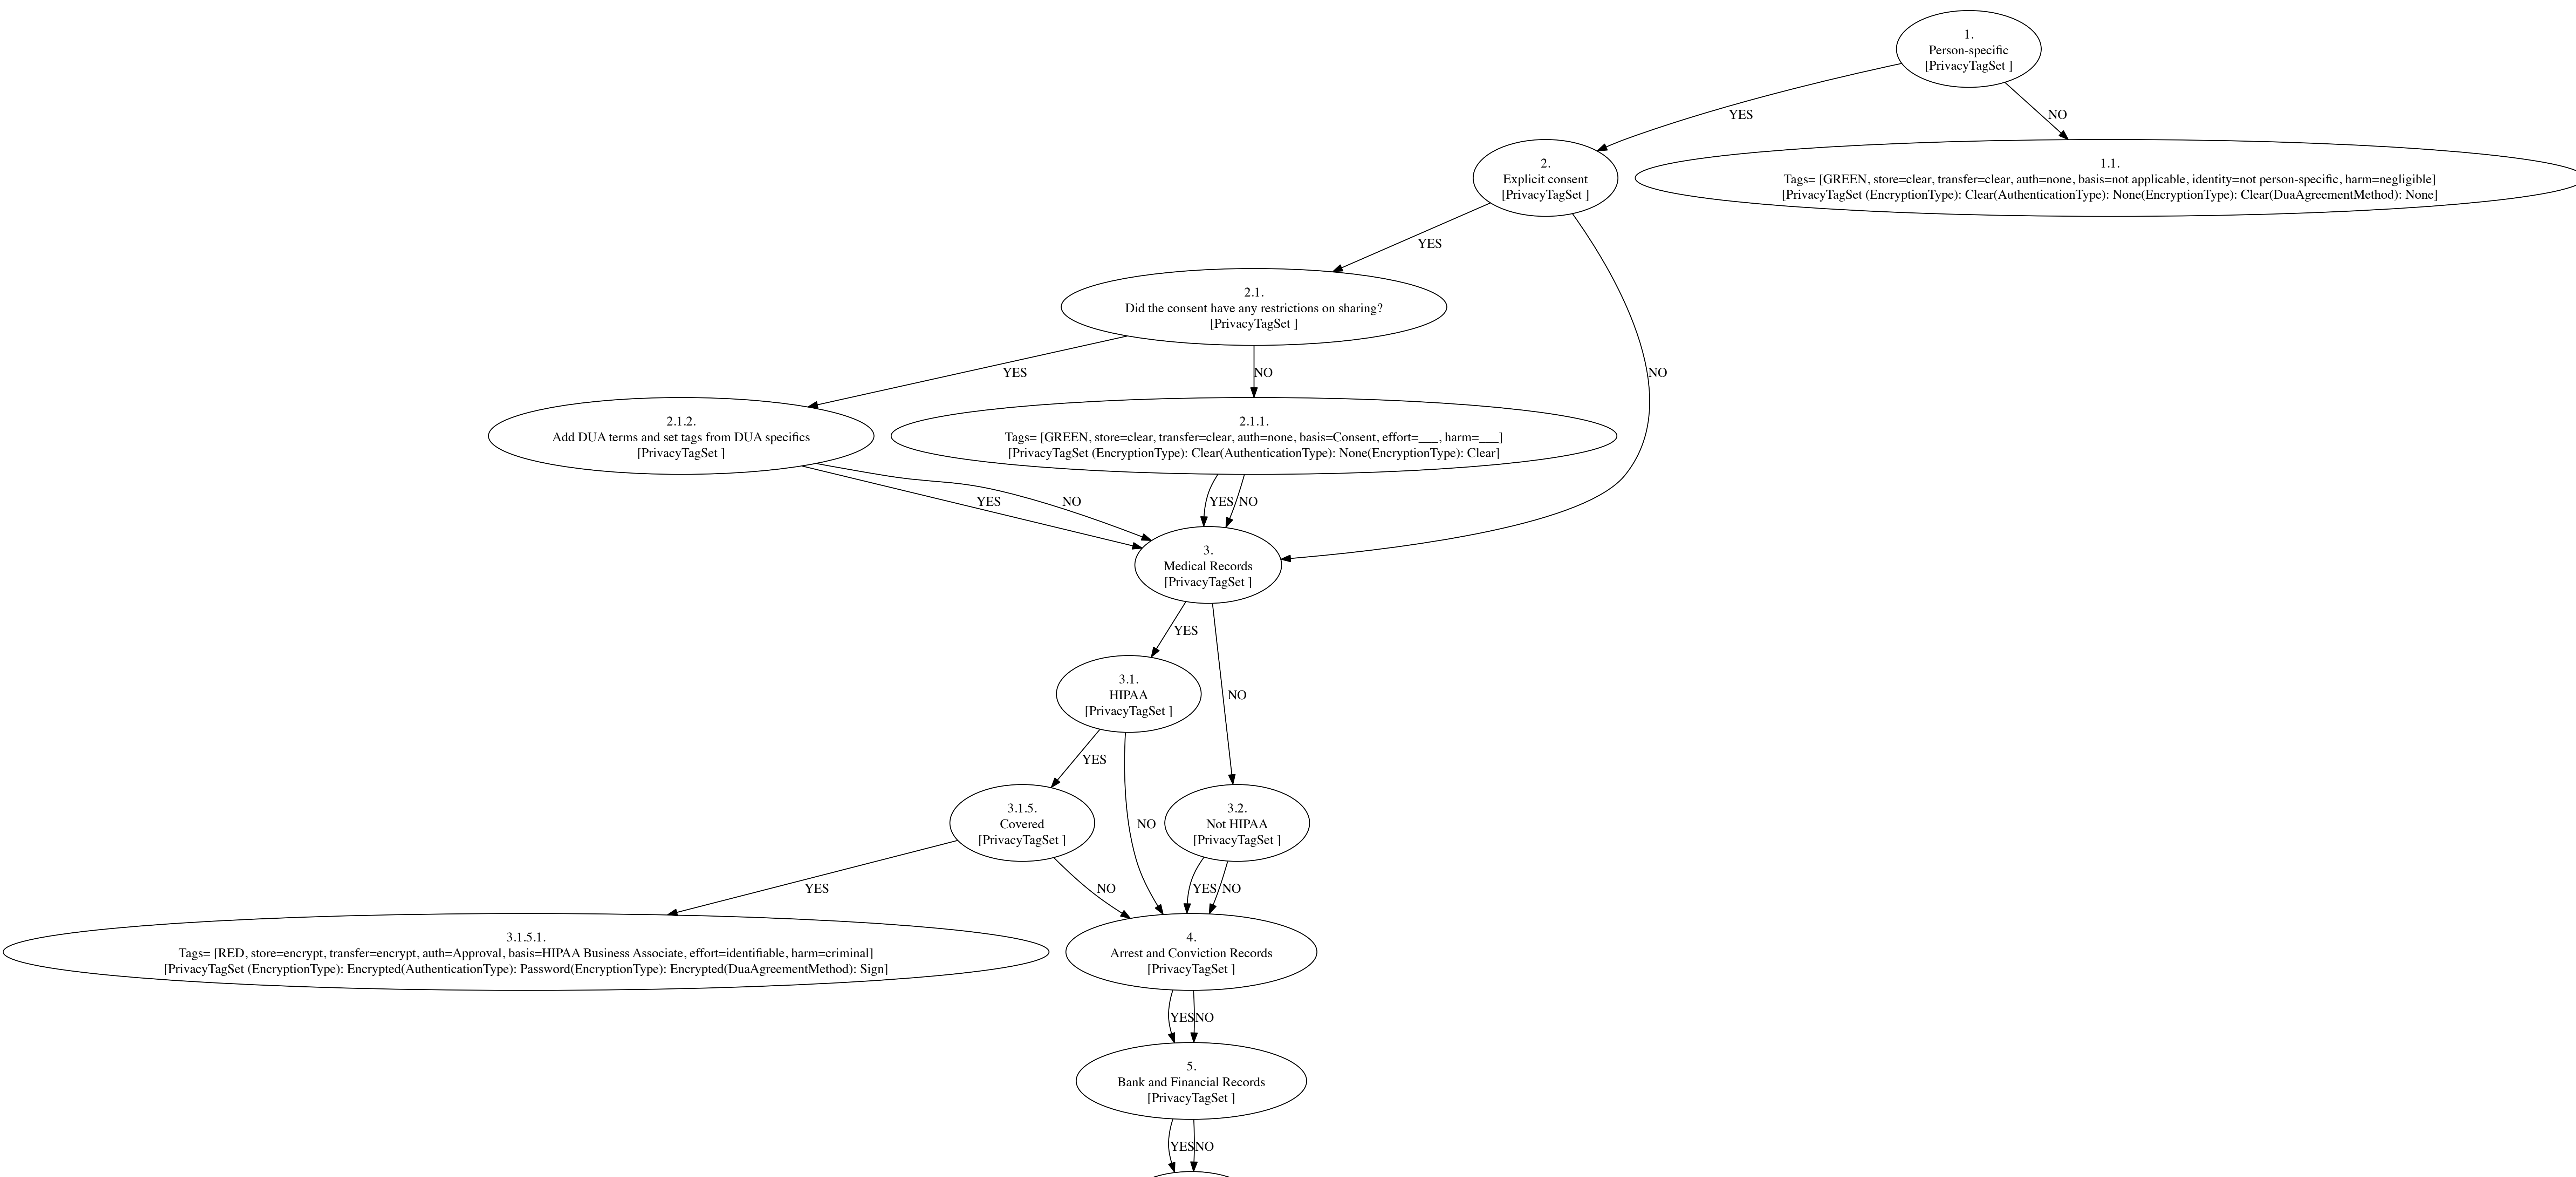 1.
Person-specific
[PrivacyTagSet ]
YES
NO
2.
Explicit consent
[PrivacyTagSet ]
1.1.
Tags= [GREEN, store=clear, transfer=clear, auth=none, basis=not applicable, identity=not person-specific, harm=negligible]
[PrivacyTagSet (EncryptionType): Clear(AuthenticationType): None(EncryptionType): Clear(DuaAgreementMethod): None]
YES
NO
2.1.
Did the consent have any restrictions on sharing?
[PrivacyTagSet ]
YES
NO
2.1.2.
Add DUA terms and set tags from DUA specifics
[PrivacyTagSet ]
2.1.1.
Tags= [GREEN, store=clear, transfer=clear, auth=none, basis=Consent, effort=___, harm=___]
[PrivacyTagSet (EncryptionType): Clear(AuthenticationType): None(EncryptionType): Clear]
YES
NO
YES
NO
3.
Medical Records
[PrivacyTagSet ]
YES
NO
3.1.
HIPAA
[PrivacyTagSet ]
YES
NO
3.1.5.
Covered
[PrivacyTagSet ]
3.2.
Not HIPAA
[PrivacyTagSet ]
YES
NO
YES
NO
3.1.5.1.
Tags= [RED, store=encrypt, transfer=encrypt, auth=Approval, basis=HIPAA Business Associate, effort=identifiable, harm=criminal]
[PrivacyTagSet (EncryptionType): Encrypted(AuthenticationType): Password(EncryptionType): Encrypted(DuaAgreementMethod): Sign]
4.
Arrest and Conviction Records
[PrivacyTagSet ]
YES
NO
5.
Bank and Financial Records
[PrivacyTagSet ]
YES
NO